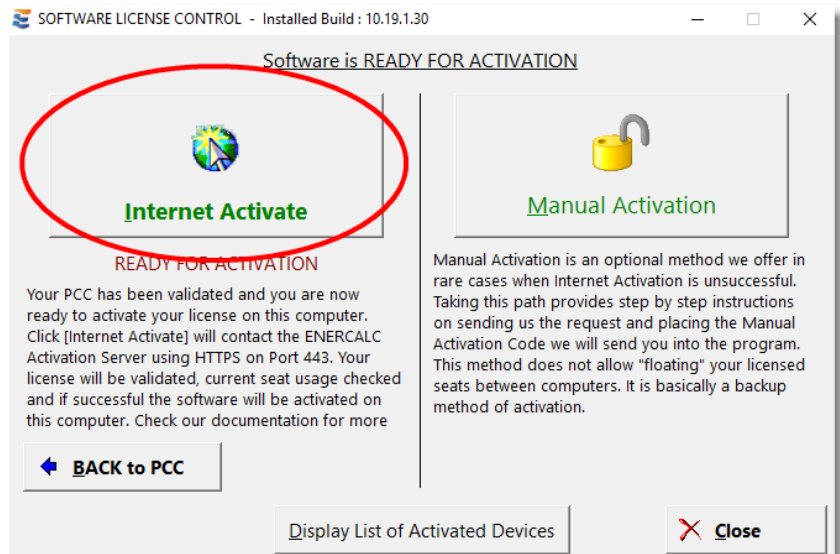 SOFTWARE LICENSE CONTROL - Installed Build : 10.19.1.30
Software is READY FOR ACTIVATION
Internet Activate
READY FOR ACTIVATION
Your PCC has been validated and you are now
ready to activate your license on this computer.
Click [Internet Activate] will contact the ENERCALC
Activation Server using HTTPS on Port 443. Your
license will be validated, current seat usage checked
and if successful the software will be activated on
this computer. Check our documentation for more
BACK to PCC
Manual Activation
Manual Activation is an optional method we offer in
rare cases when Internet Activation is unsuccessful.
Taking this path provides step by step instructions
on sending us the request and placing the Manual
Activation Code we will send you into the program.
This method does not allow "floating" your licensed
seats between computers. It is basically a backup
method of activation.
Display List of Activated Devices
Close